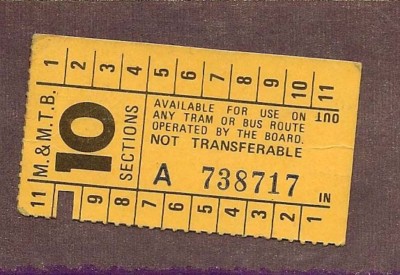 1 2 3 4 5 6 7 8 9 10 11
OUT
M. & M.T.B.
10
SECTIONS
AVAILABLE FOR USE ON
ANY TRAM OR BUS ROUTE
OPERATED BY THE BOARD.
NOT TRANSFERABLE
A 738717
IN
11 9 8 7 6 5 4 3 2 1